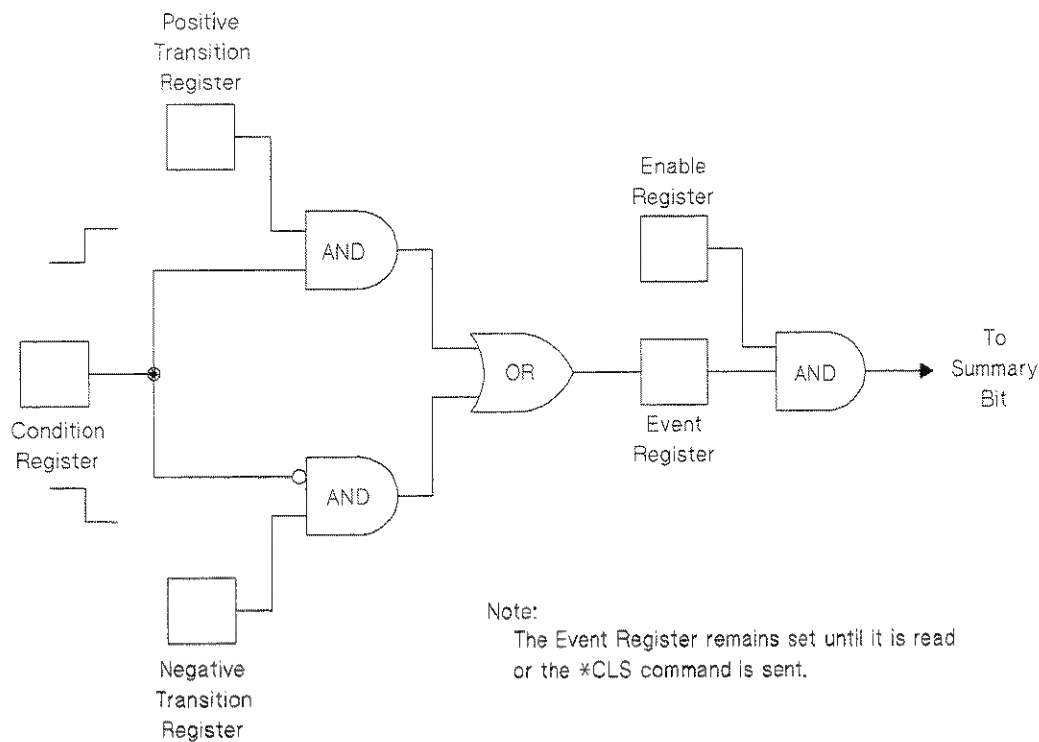 Positive
Transition
Register
AND
Enable
Register
Condition
Register
OR
Event
Register
AND
To
Summary
Bit
AND
Negative
Transition
Register
Note:
The Event Register remains set until it is read
or the *CLS command is sent.